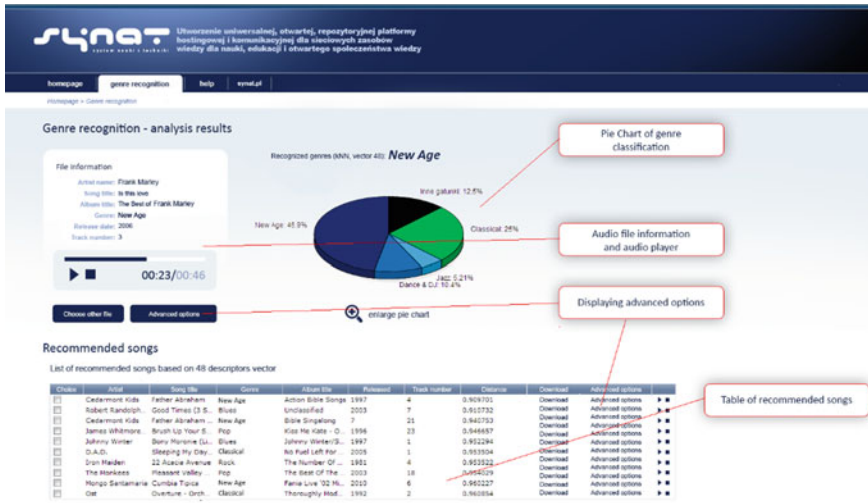 synat
system nauki i techniki
Utworzenie uniwersalnej, otwartej, repozytoryjnej platformy
hostingowej i komunikacyjnej dla sieciowych zasobów
wiedzy dla nauki, edukacji i otwartego społeczeństwa wiedzy
homepage genre recognition help synat.pl
Homepage > Genre recognition
Genre recognition - analysis results
File information
Artist name: Frank Marley
Song title: Is this love
Album title: The Best of Frank Marley
Genre: New Age
Release date: 2006
Track number: 3
00:23/00:46
Choose other file Advanced options
Recognized genres (kNN, vector 48): New Age
Inne gatunki: 12.5%
New Age: 45.9%
Classical: 25%
Jazz: 5.21%
Dance & DJ: 10.4%
enlarge pie chart
Pie Chart of genre
classification
Audio file information
and audio player
Displaying advanced options
Table of recommended songs
Recommended songs
List of recommended songs based on 48 descriptors vector
Choice Artist Song title Genre Album title Released Track number Distance Download Advanced options
Cedarmont Kids Father Abraham New Age Action Bible Songs 1997 4 0.909701 Download Advanced options
Robert Randolph... Good Times (3 S... Blues Unclassified 2003 7 0.910732 Download Advanced options
Cedarmont Kids Father Abraham ... New Age Bible Singalong ? 21 0.940753 Download Advanced options
James Whitmore... Brush Up Your S... Pop Kiss Me Kate - O... 1996 23 0.946657 Download Advanced options
Johnny Winter Bony Moronie (Li... Blues Johnny Winter/S... 1997 1 0.952294 Download Advanced options
D.A.D. Sleeping My Day... Classical No Fuel Left For ... 2005 1 0.953504 Download Advanced options
Iron Maiden 22 Acacia Avenue Rock The Number Of ... 1981 4 0.953522 Download Advanced options
The Monkees Pleasant Valley ... Pop The Best Of The ... 2003 18 0.954029 Download Advanced options
Mongo Santamaria Cumbia Tipica New Age Fania Live '02 Mi... 2010 6 0.960227 Download Advanced options
Ost Overture - Orch... Classical Thoroughly Mod... 1992 2 0.960854 Download Advanced options